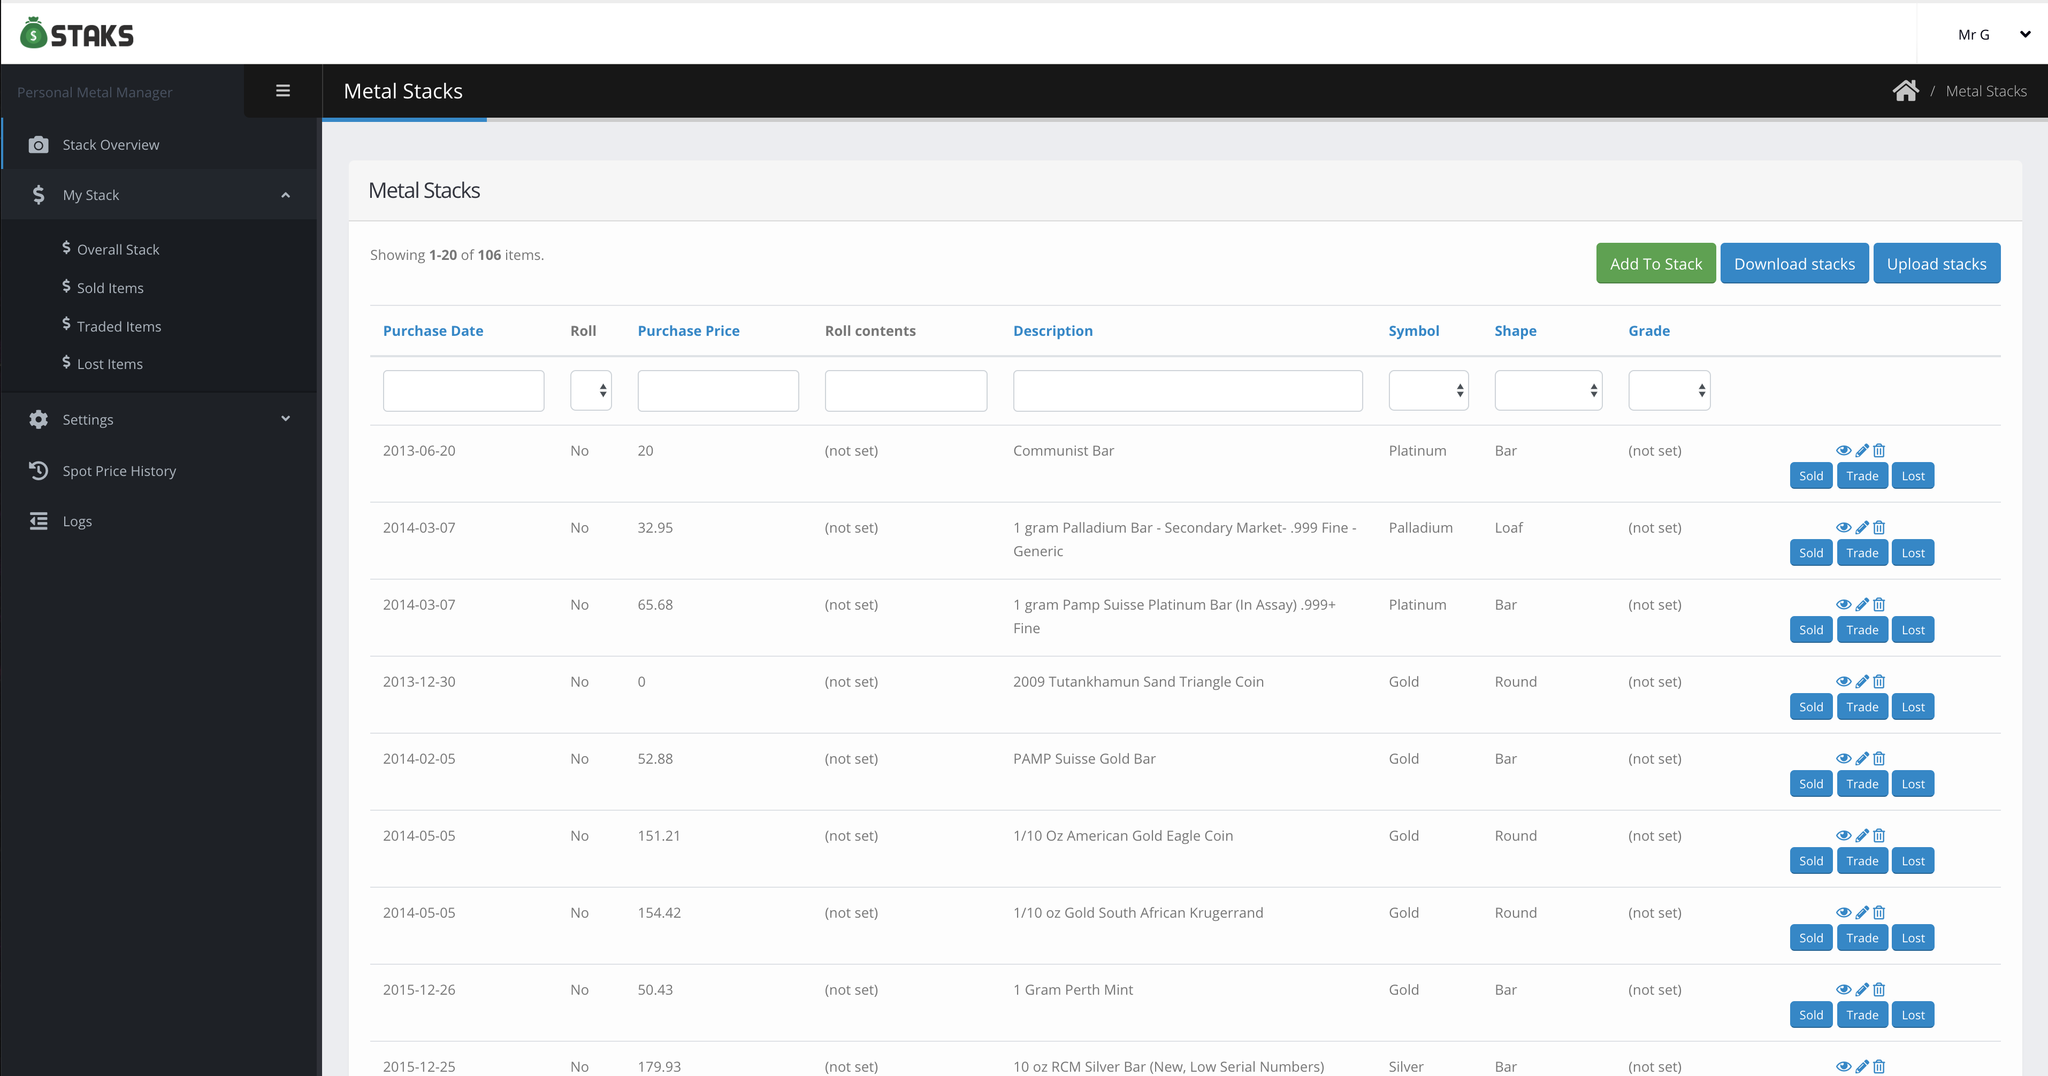 $ STAKS
Mr G
Personal Metal Manager
Metal Stacks
/ Metal Stacks
Stack Overview
$ My Stack
$ Overall Stack
$ Sold Items
$ Traded Items
$ Lost Items
Settings
Spot Price History
Logs
Metal Stacks
Showing 1-20 of 106 items.
Add To Stack Download stacks Upload stacks
Purchase Date Roll Purchase Price Roll contents Description Symbol Shape Grade
2013-06-20 No 20 (not set) Communist Bar Platinum Bar (not set)
Sold Trade Lost
2014-03-07 No 32.95 (not set) 1 gram Palladium Bar - Secondary Market- .999 Fine - Palladium Loaf (not set)
Generic
Sold Trade Lost
2014-03-07 No 65.68 (not set) 1 gram Pamp Suisse Platinum Bar (In Assay) .999+ Platinum Bar (not set)
Fine
Sold Trade Lost
2013-12-30 No 0 (not set) 2009 Tutankhamun Sand Triangle Coin Gold Round (not set)
Sold Trade Lost
2014-02-05 No 52.88 (not set) PAMP Suisse Gold Bar Gold Bar (not set)
Sold Trade Lost
2014-05-05 No 151.21 (not set) 1/10 Oz American Gold Eagle Coin Gold Round (not set)
Sold Trade Lost
2014-05-05 No 154.42 (not set) 1/10 oz Gold South African Krugerrand Gold Round (not set)
Sold Trade Lost
2015-12-26 No 50.43 (not set) 1 Gram Perth Mint Gold Bar (not set)
Sold Trade Lost
2015-12-25 No 179.93 (not set) 10 oz RCM Silver Bar (New, Low Serial Numbers) Silver Bar (not set)